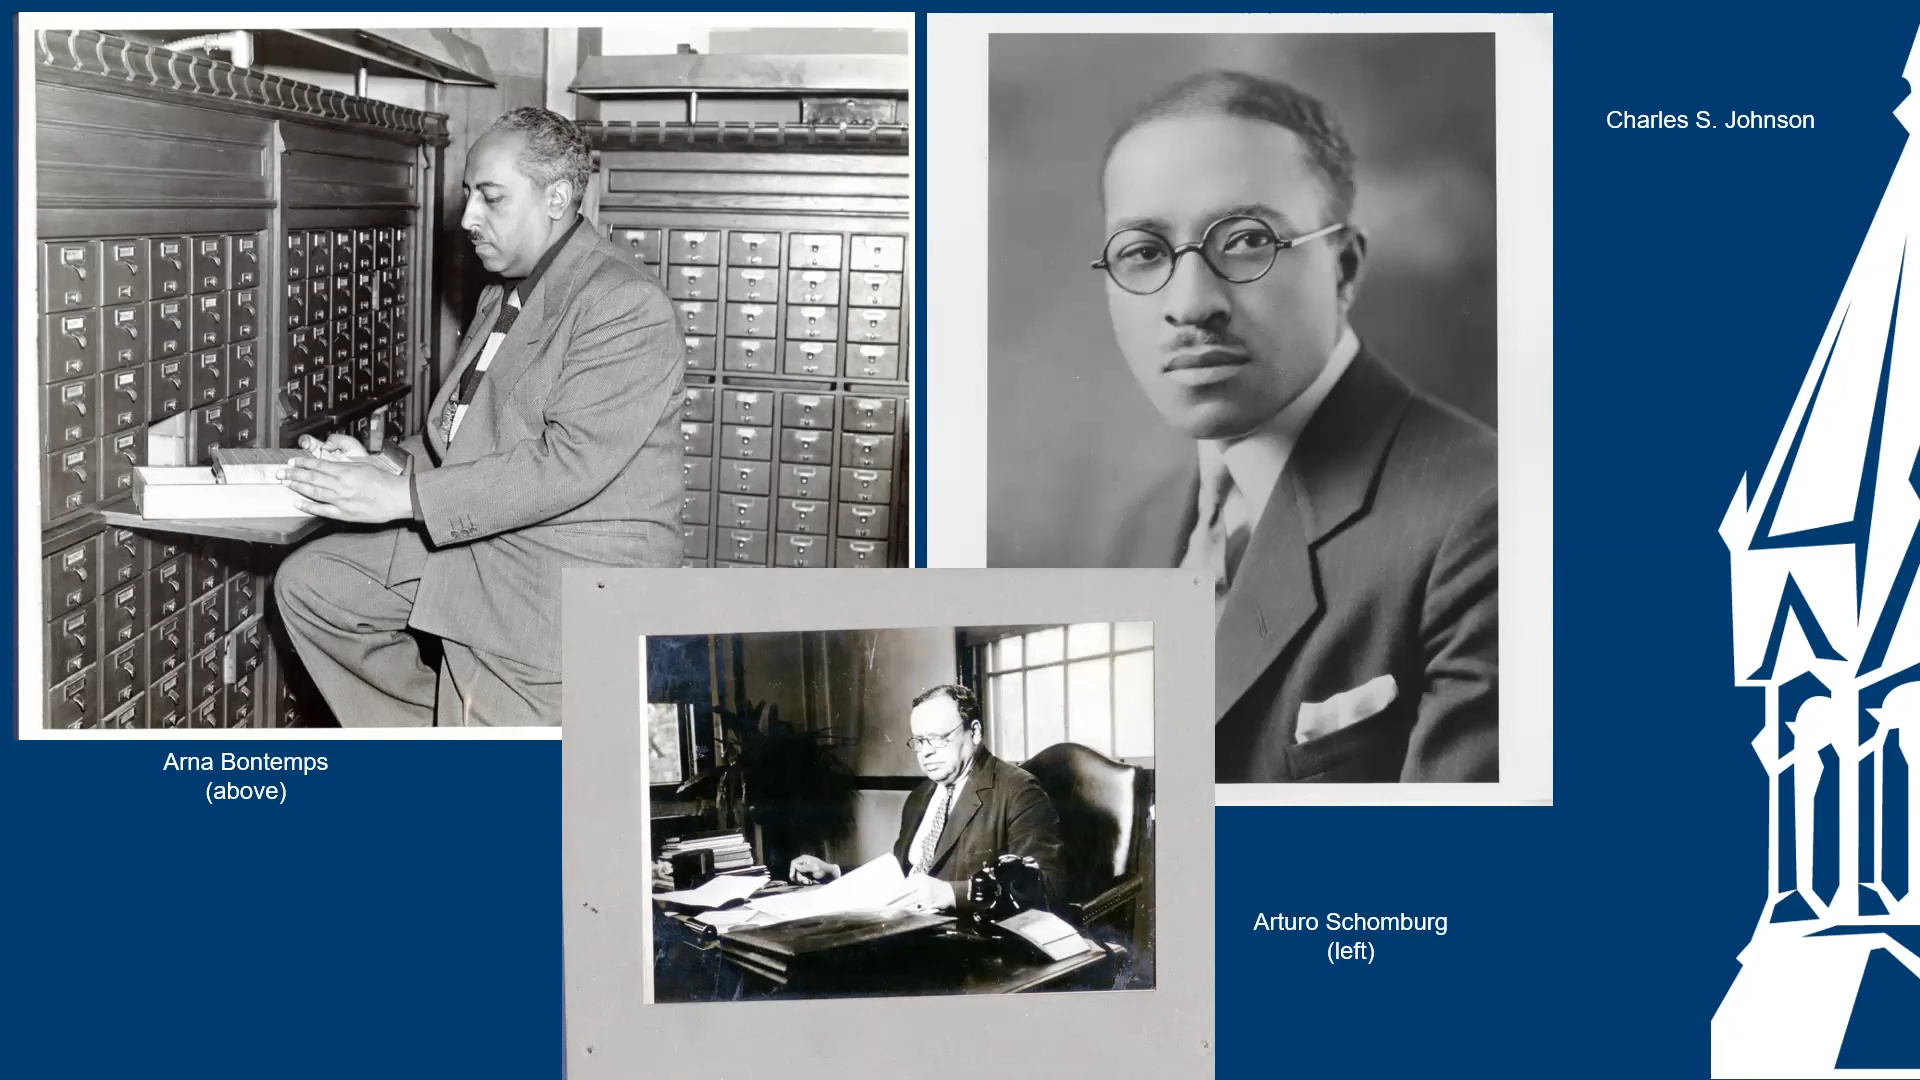 Charles S. Johnson
Arna Bontemps
(above)
Arturo Schomburg
(left)